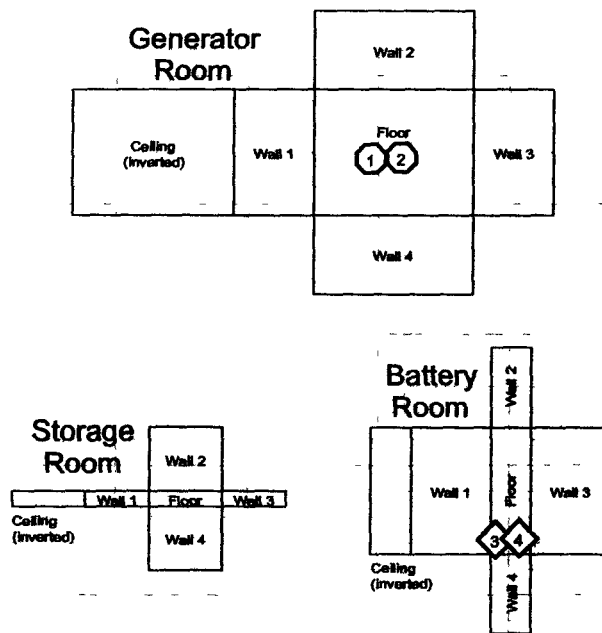 Generator
Room
Wall 2
Ceiling
(inverted)
Wall 1
Floor
1 2
Wall 3
Wall 4
Storage
Room
Wall 2
Wall 1
Floor
Wall 3
Ceiling
(inverted)
Wall 4
Battery
Room
Wall 2
Wall 1
Floor
Wall 3
3 4
Ceiling
(inverted)
Wall 4